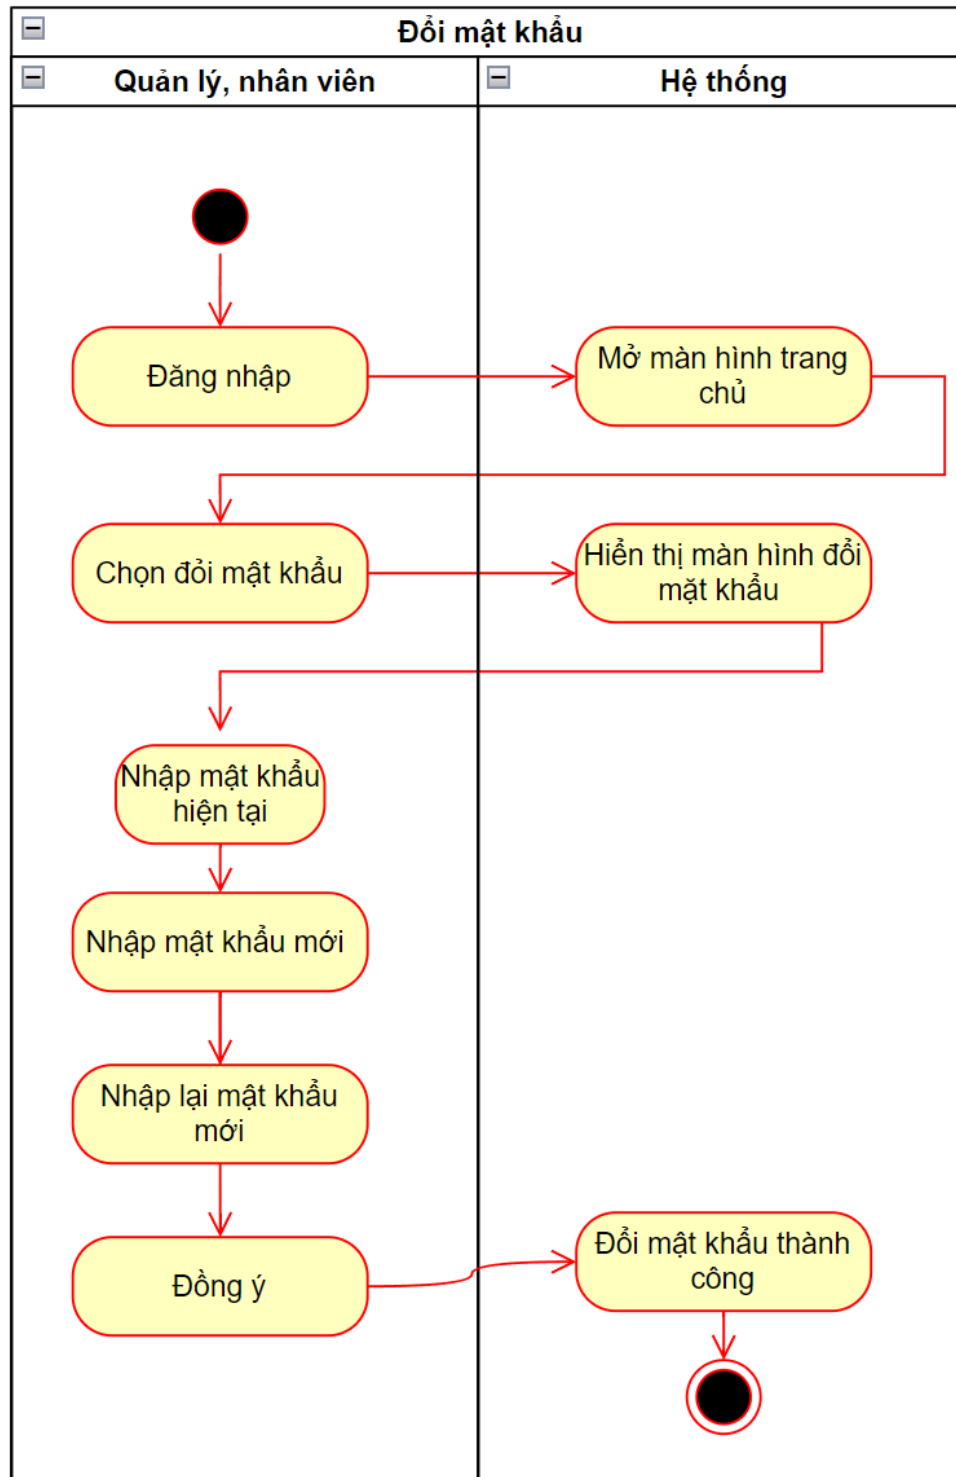 Đổi mật khẩu
Quản lý, nhân viên
Hệ thống
Đăng nhập
Mở màn hình trang
chủ
Chọn đỏi mật khẩu
Hiển thị màn hình đổi
mặt khẩu
Nhập mật khẩu
hiện tại
Nhập mật khẩu mới
Nhập lại mật khẩu
mới
Đồng ý
Đổi mật khẩu thành
công